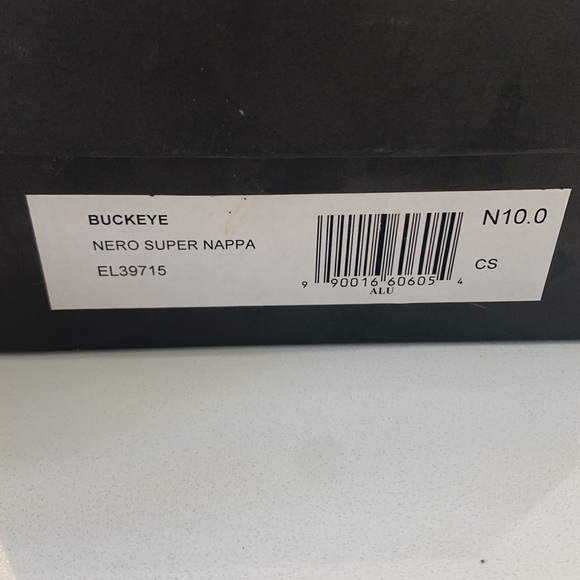 BUCKEYE
NERO SUPER NAPPA
EL39715
9 90016 60605 4
ALU
N10.0
CS